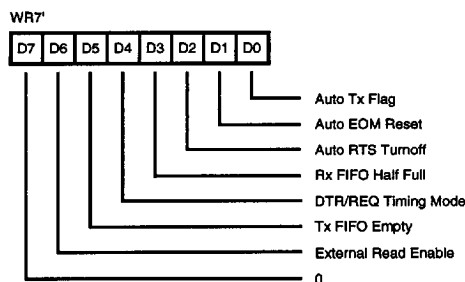 WR7'
D7 D6 D5 D4 D3 D2 D1 D0
Auto Tx Flag
Auto EOM Reset
Auto RTS Turnoff
Rx FIFO Half Full
DTR/REQ Timing Mode
Tx FIFO Empty
External Read Enable
0